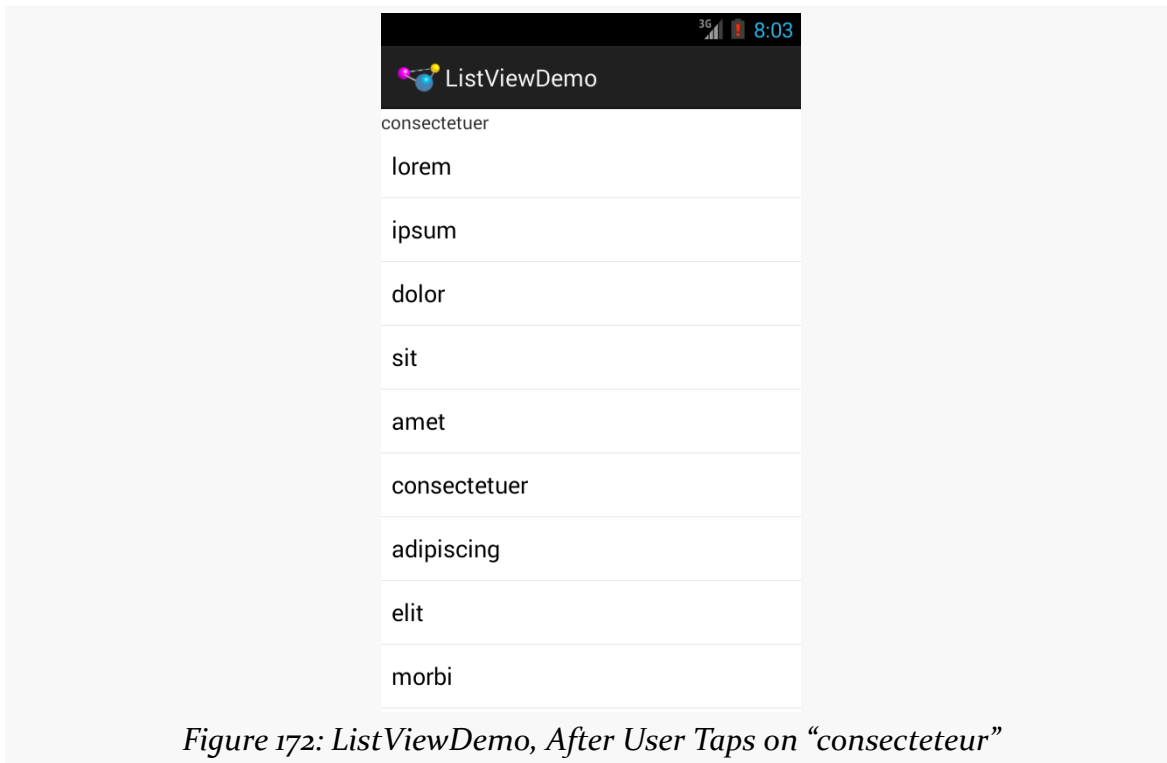 3G 8:03
ListViewDemo
consectetuer
lorem
ipsum
dolor
sit
amet
consectetuer
adipiscing
elit
morbi
Figure 172: ListViewDemo, After User Taps on “consecteteur”